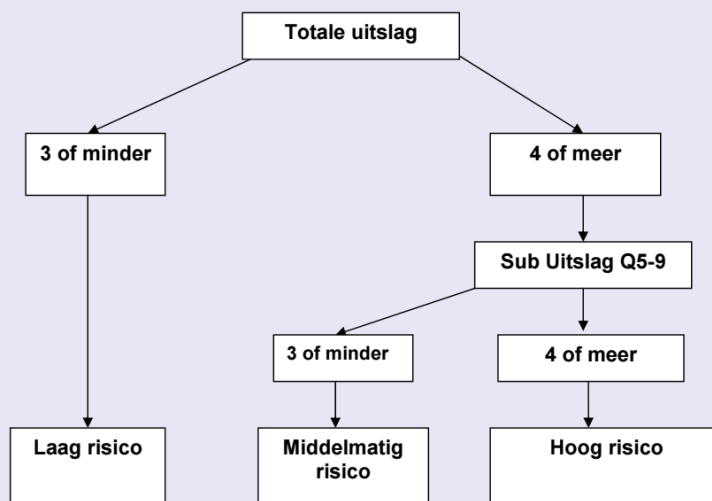 Totale uitslag
3 of minder
4 of meer
Sub Uitslag Q5-9
3 of minder
4 of meer
Laag risico
Middelmatig
risico
Hoog risico